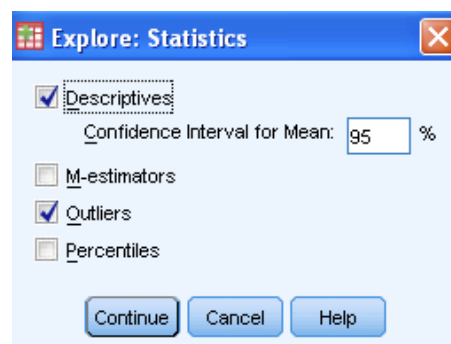 Explore: Statistics
Descriptives
Confidence Interval for Mean: 95 %
M-estimators
Outliers
Percentiles
Continue Cancel Help